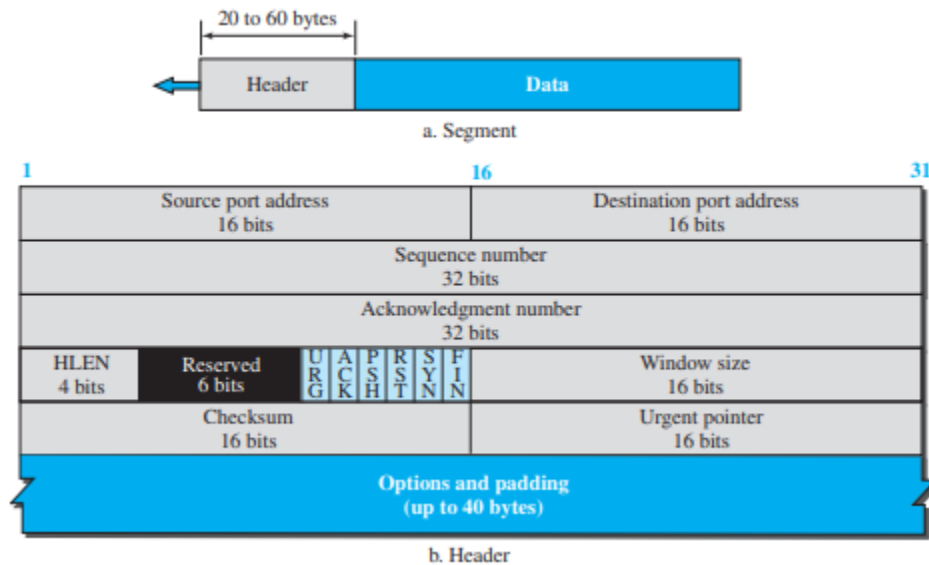 20 to 60 bytes
Header
Data
a. Segment
1
16
31
Source port address
16 bits
Destination port address
16 bits
Sequence number
32 bits
Acknowledgment number
32 bits
HLEN
4 bits
Reserved
6 bits
URG
ACK
PSH
RST
SYN
FIN
Window size
16 bits
Checksum
16 bits
Urgent pointer
16 bits
Options and padding
(up to 40 bytes)
b. Header